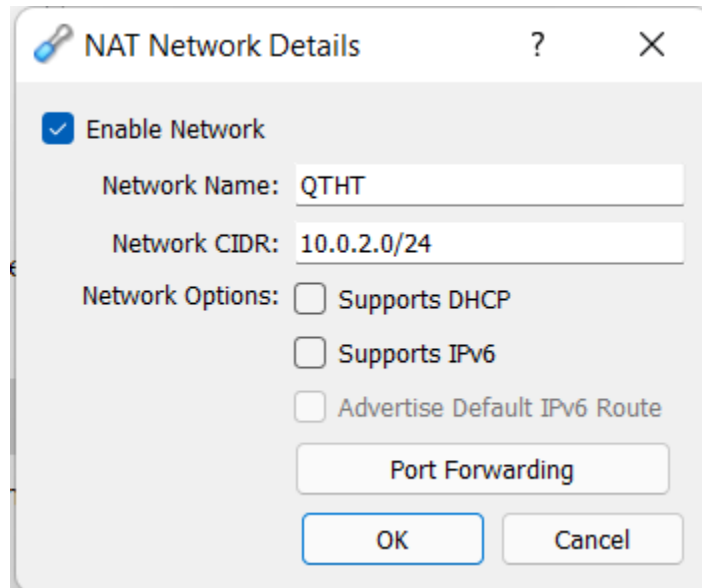 NAT Network Details ?
Enable Network
Network Name: QTHT
Network CIDR: 10.0.2.0/24
Network Options: Supports DHCP
Supports IPv6
Advertise Default IPv6 Route
Port Forwarding
OK Cancel